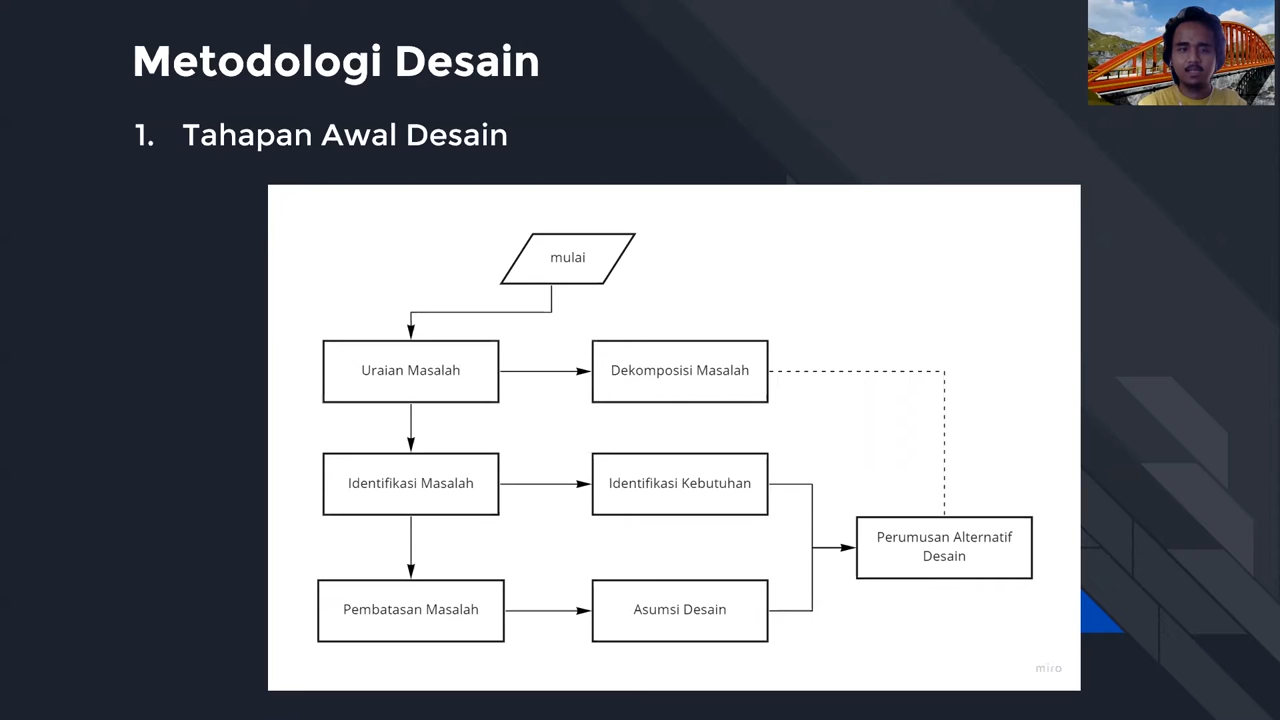 Metodologi Desain
1. Tahapan Awal Desain
mulai
Uraian Masalah
Dekomposisi Masalah
Identifikasi Masalah
Identifikasi Kebutuhan
Perumusan Alternatif
Desain
Pembatasan Masalah
Asumsi Desain
miro